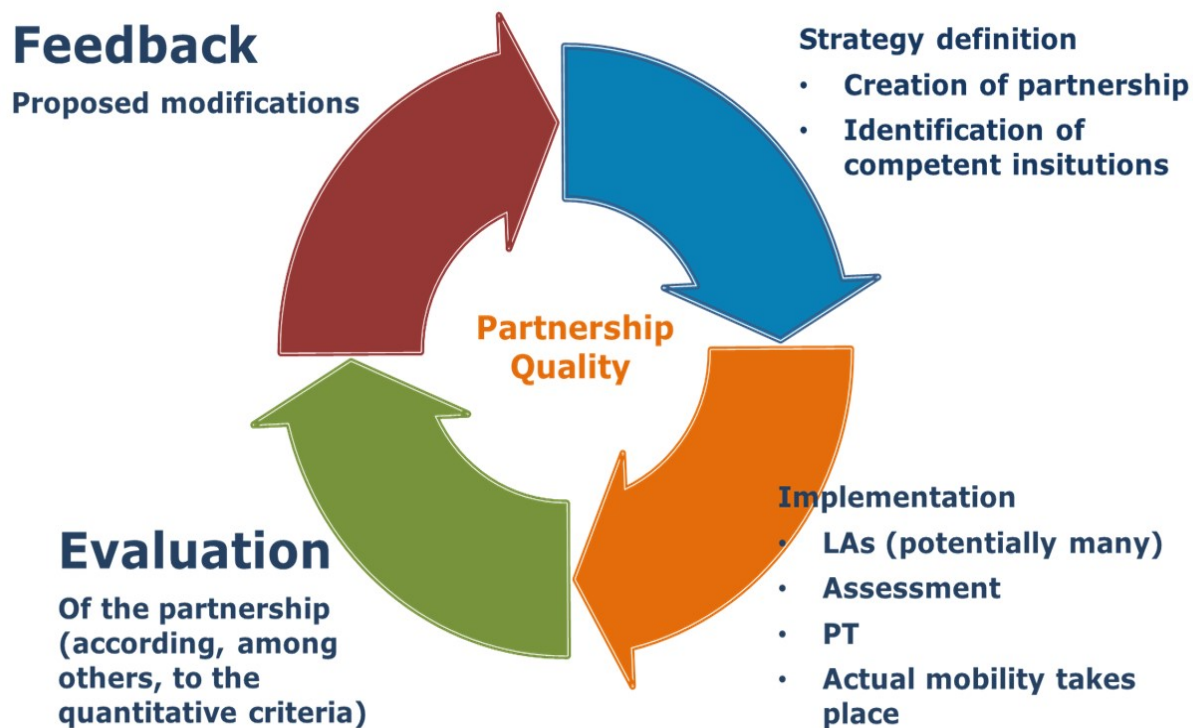 Feedback
Proposed modifications
Strategy definition
• Creation of partnership
• Identification of
competent insitutions
Partnership
Quality
Implementation
• LAs (potentially many)
• Assessment
• PT
• Actual mobility takes
place
Evaluation
Of the partnership
(according, among
others, to the
quantitative criteria)